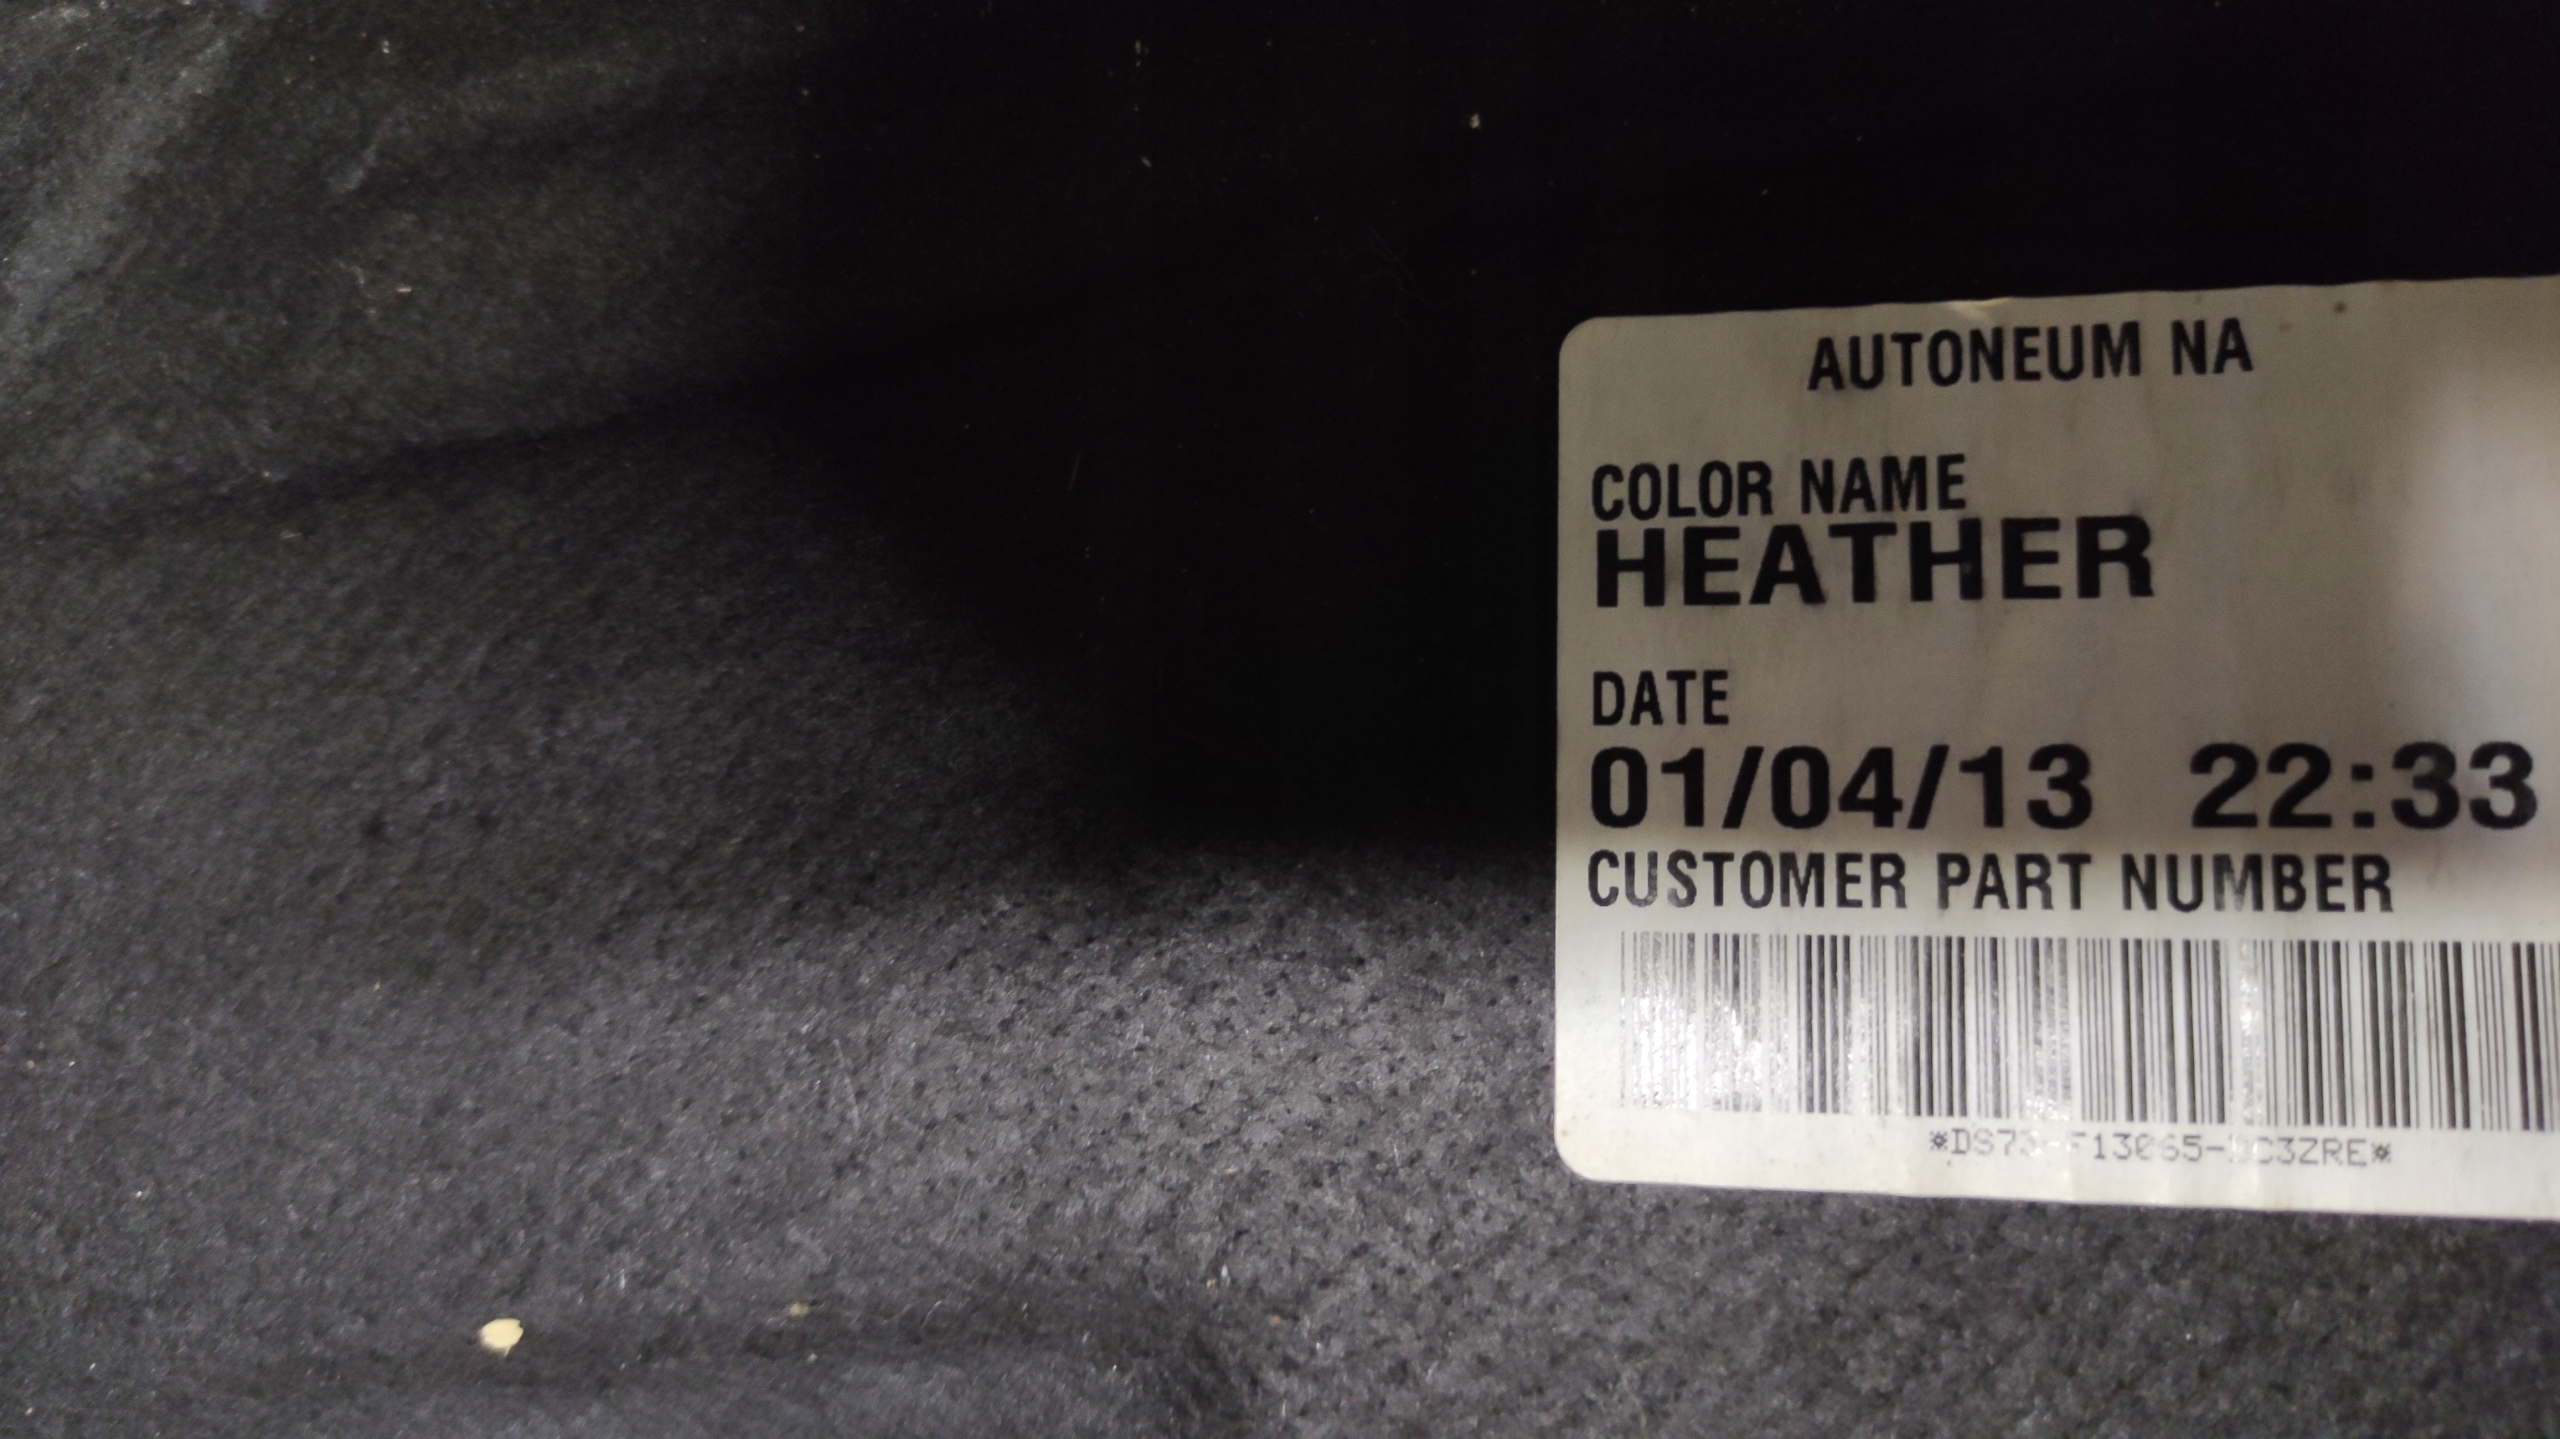 AUTONEUM NA
COLOR NAME
HEATHER
DATE
01/04/13 22:33
CUSTOMER PART NUMBER